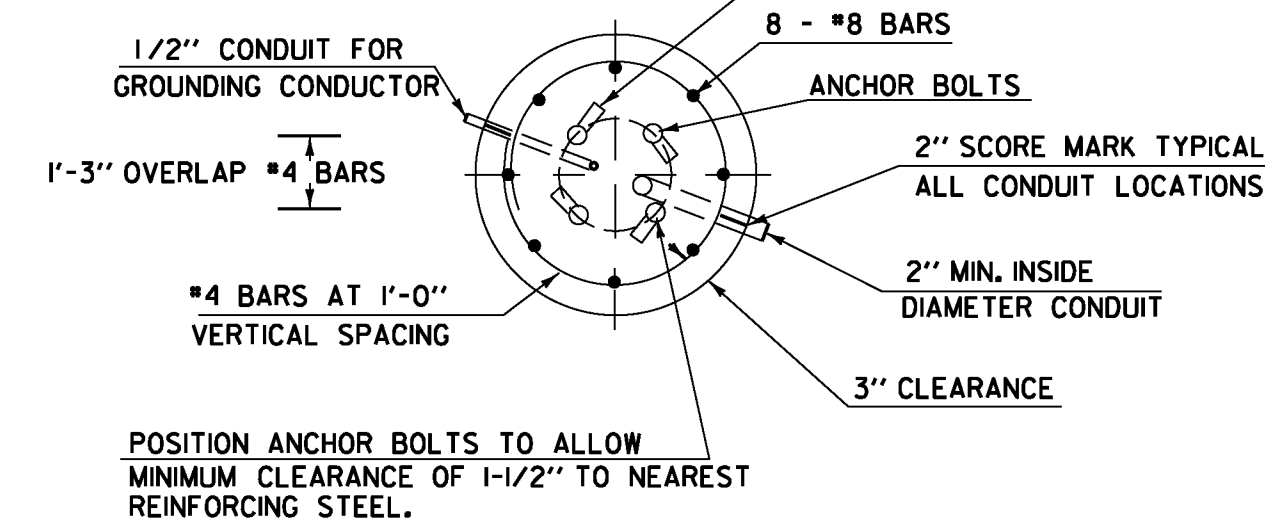 8 - #8 BARS
1/2" CONDUIT FOR
GROUNDING CONDUCTOR
ANCHOR BOLTS
2" SCORE MARK TYPICAL
ALL CONDUIT LOCATIONS
1'-3" OVERLAP #4 BARS
2" MIN. INSIDE
DIAMETER CONDUIT
#4 BARS AT 1'-0"
VERTICAL SPACING
3" CLEARANCE
POSITION ANCHOR BOLTS TO ALLOW
MINIMUM CLEARANCE OF 1-1/2" TO NEAREST
REINFORCING STEEL.